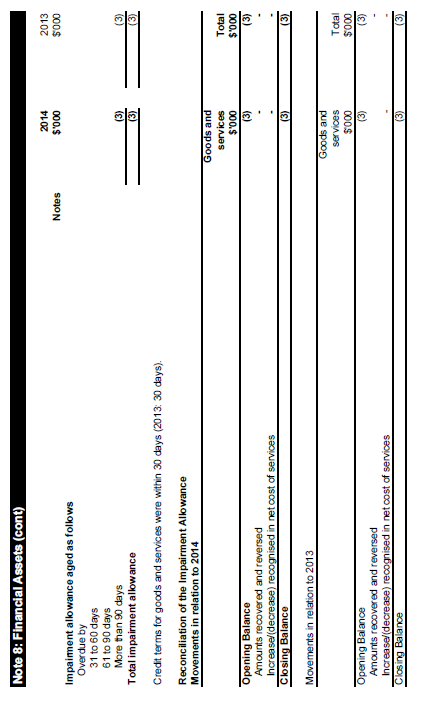 Note 8: Financial Assets (cont)
2014 2013
Notes $'000 $'000
Impairment allowance aged as follows
Overdue by
31 to 60 days
61 to 90 days
More than 90 days (3) (3)
Total impairment allowance (3) (3)
Credit terms for goods and services were within 30 days (2013: 30 days).
Reconciliation of the Impairment Allowance
Movements in relation to 2014
Goods and
services Total
$'000 $'000
Opening Balance (3) (3)
Amounts recovered and reversed - -
Increase/(decrease) recognised in net cost of services - -
Closing Balance (3) (3)
Movements in relation to 2013
Goods and
services Total
$'000 $'000
Opening Balance (3) (3)
Amounts recovered and reversed -
Increase/(decrease) recognised in net cost of services - -
Closing Balance (3) (3)